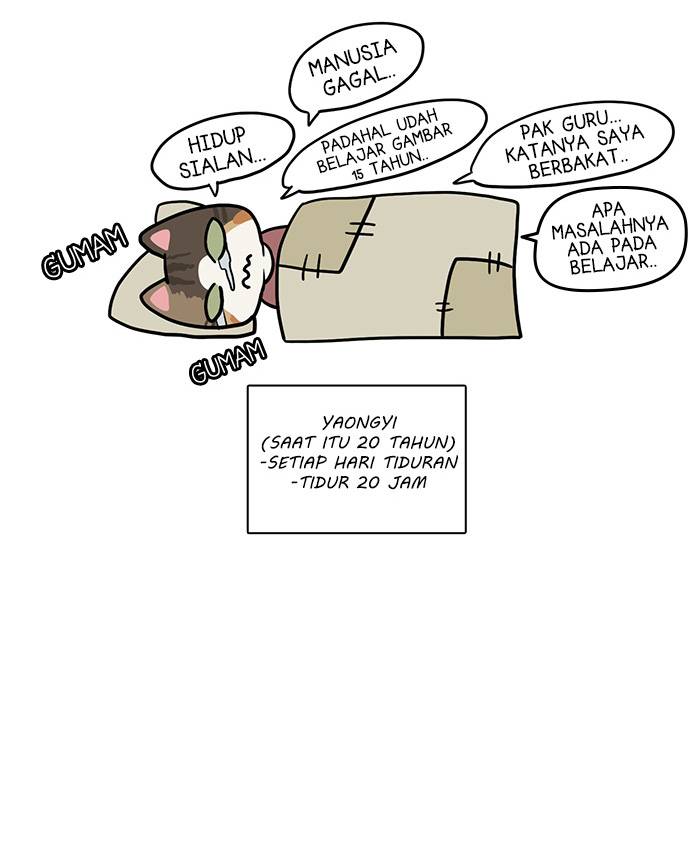 MANUSIA
GAGAL..
HIDUP
SIALAN...
PADAHAL UDAH
BELAJAR GAMBAR
15 TAHUN..
PAK GURU...
KATANYA SAYA
BERBAKAT..
APA
MASALAHNYA
ADA PADA
BELAJAR..
GUMAM
GUMAM
YAONGYI
(SAAT ITU 20 TAHUN)
-SETIAP HARI TIDURAN
-TIDUR 20 JAM